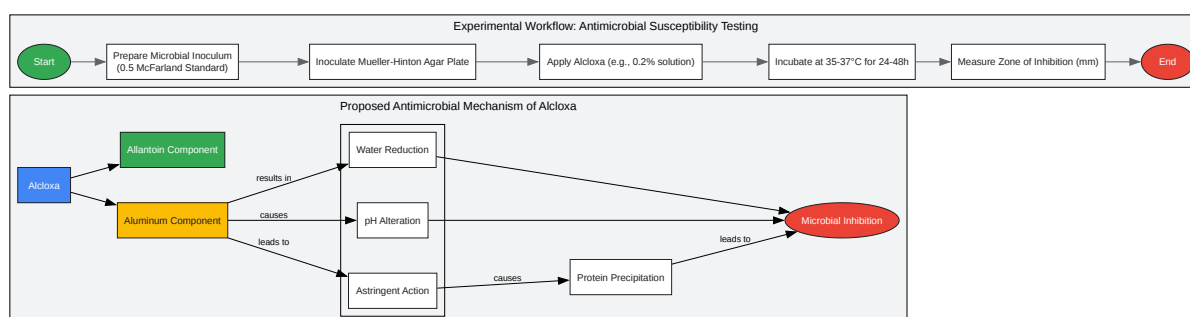 Experimental Workflow: Antimicrobial Susceptibility Testing
Start
Prepare Microbial Inoculum
(0.5 McFarland Standard)
Inoculate Mueller-Hinton Agar Plate
Apply Alcloxa (e.g., 0.2% solution)
Incubate at 35-37°C for 24-48h
Measure Zone of Inhibition (mm)
End
Proposed Antimicrobial Mechanism of Alcloxa
Alcloxa
Allantoin Component
Aluminum Component
results in
causes
leads to
Water Reduction
pH Alteration
Astringent Action
causes
Protein Precipitation
leads to
Microbial Inhibition